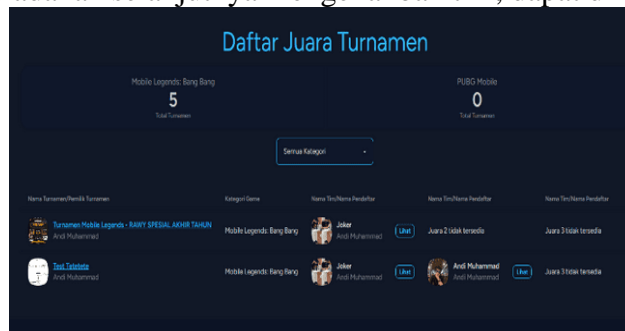 Daftar Juara Turnamen
Mobile Legends: Bang Bang
5
Total Turnamen
PUBG Mobile
0
Total Turnamen
Semua Kategori
Nama Turnamen/Pemilik Turnamen Kategori Game Nama Tim/Nama Pendaftar Nama Tim/Nama Pendaftar Nama Tim/Nama Pendaftar
Turnamen Mobile Legends - RAWY SPESIAL AKHIR TAHUN
Andi Muhammad
Mobile Legends: Bang Bang
Joker
Andi Muhammad
Lihat
Juara 2 tidak tersedia
Juara 3 tidak tersedia
Andi Muhammad
Mobile Legends: Bang Bang
Joker
Andi Muhammad
Lihat
Andi Muhammad
Andi Muhammad
Lihat
Juara 3 tidak tersedia